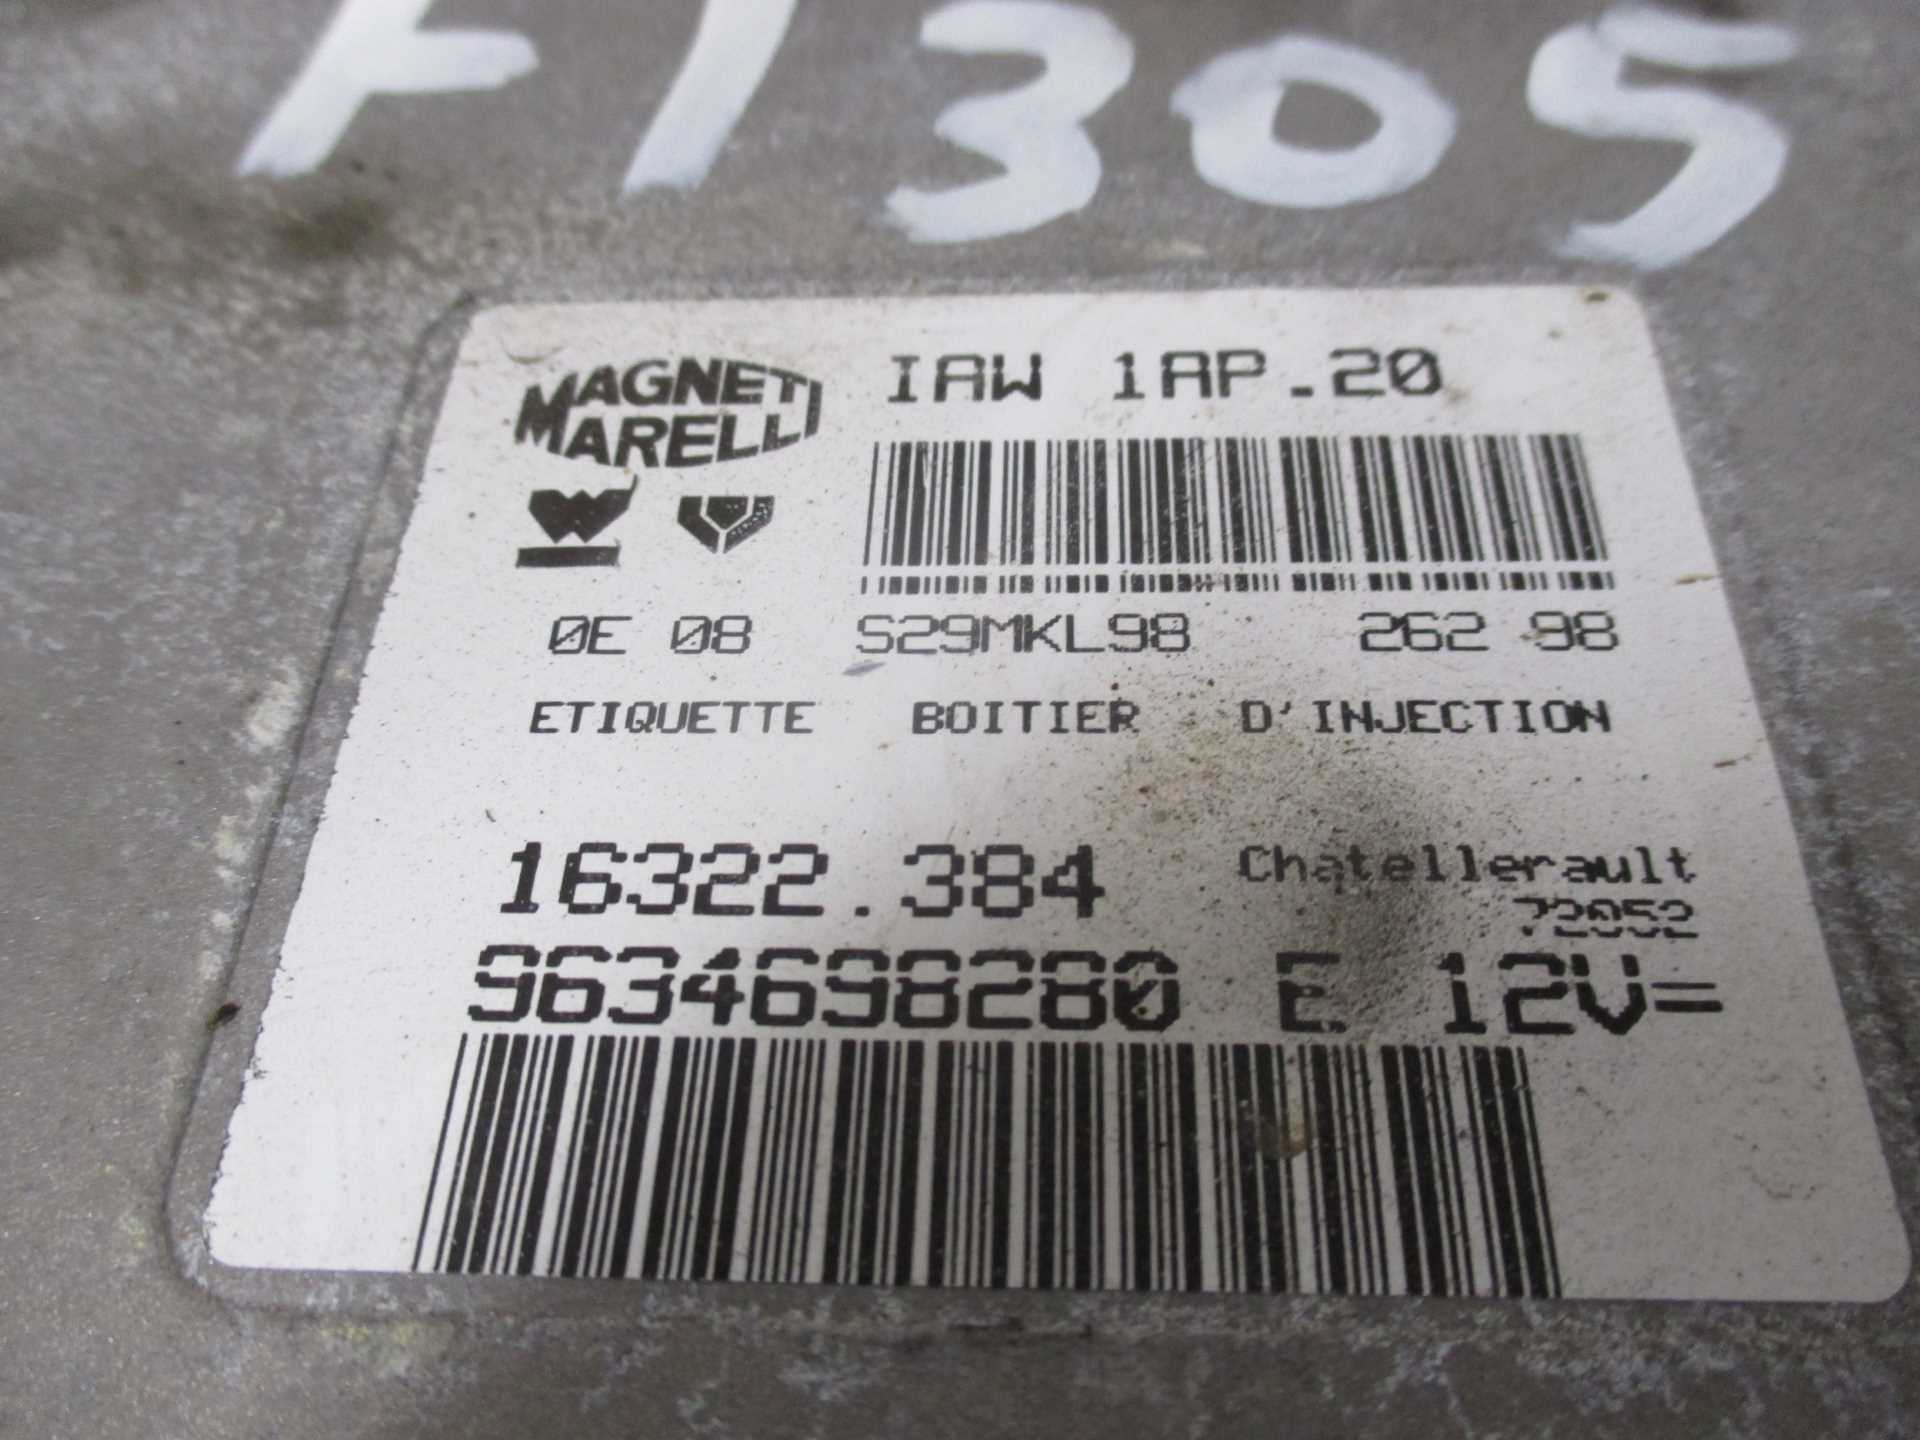 F1305
MAGNETI MARELLI
IAW 1AP.20
0E 08 S29MKL98 262 98
ETIQUETTE BOITIER D'INJECTION
16322.384 Chatellerault
72052
9634698280 E 12V=